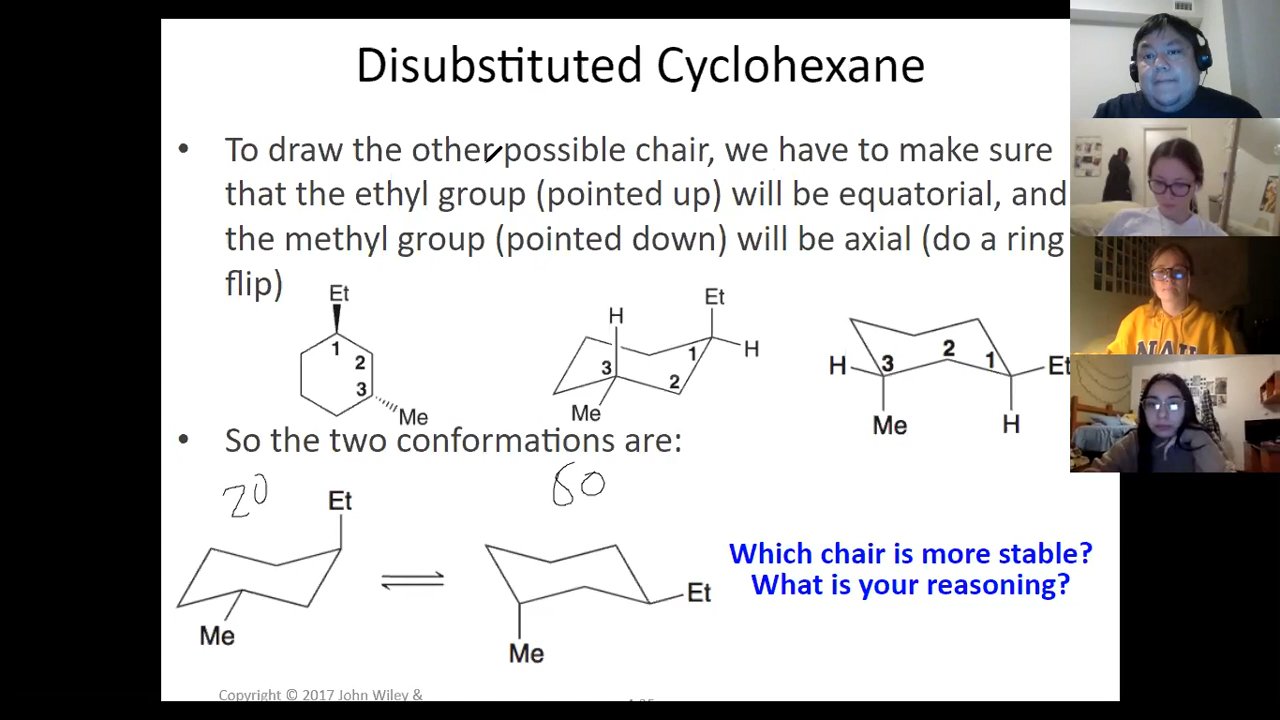 Disubstituted Cyclohexane
• To draw the other possible chair, we have to make sure
that the ethyl group (pointed up) will be equatorial, and
the methyl group (pointed down) will be axial (do a ring
flip)
Et
1
2
3
Me
H
Et
3
1
H
2
Me
H
3
2
1
Et
Me
H
• So the two conformations are:
20
80
Et
Me
Et
Me
Which chair is more stable?
What is your reasoning?
Copyright © 2017 John Wiley &